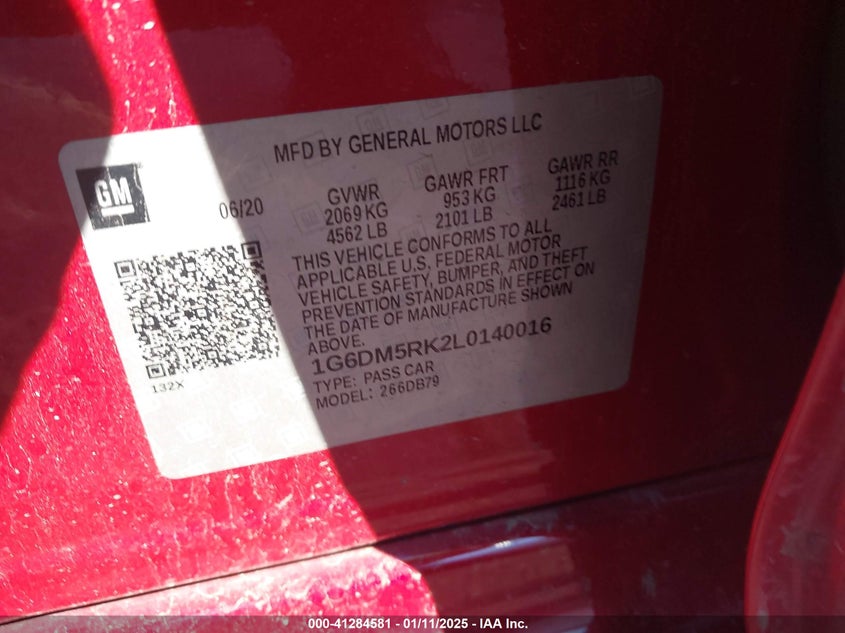 MFD BY GENERAL MOTORS LLC
GM
06/20
GVWR
2069 KG
4562 LB
GAWR FRT
953 KG
2101 LB
GAWR RR
1116 KG
2461 LB
THIS VEHICLE CONFORMS TO ALL
APPLICABLE U.S. FEDERAL MOTOR
VEHICLE SAFETY, BUMPER, AND THEFT
PREVENTION STANDARDS IN EFFECT ON
THE DATE OF MANUFACTURE SHOWN
ABOVE.
1G6DM5RK2L0140016
TYPE: PASS CAR
MODEL: 266DB79
132X
000-41284581 - 01/11/2025 - IAA Inc.